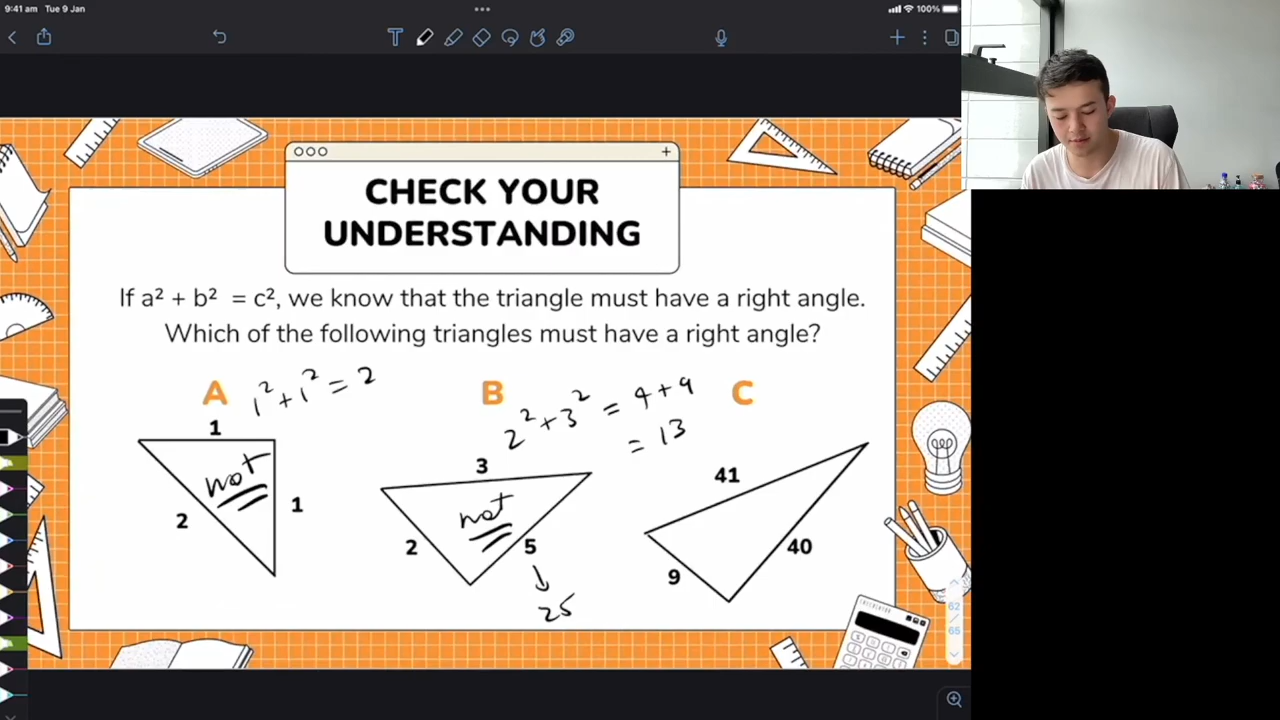 9:41 am Tue 9 Jan
100%
CHECK YOUR
UNDERSTANDING
If a² + b² = c², we know that the triangle must have a right angle.
Which of the following triangles must have a right angle?
A 1² + 1² = 2
B 2² + 3² = 4 + 9
= 13
C
1
not
2
1
3
not
2
5
25
41
9
40
62
/
65